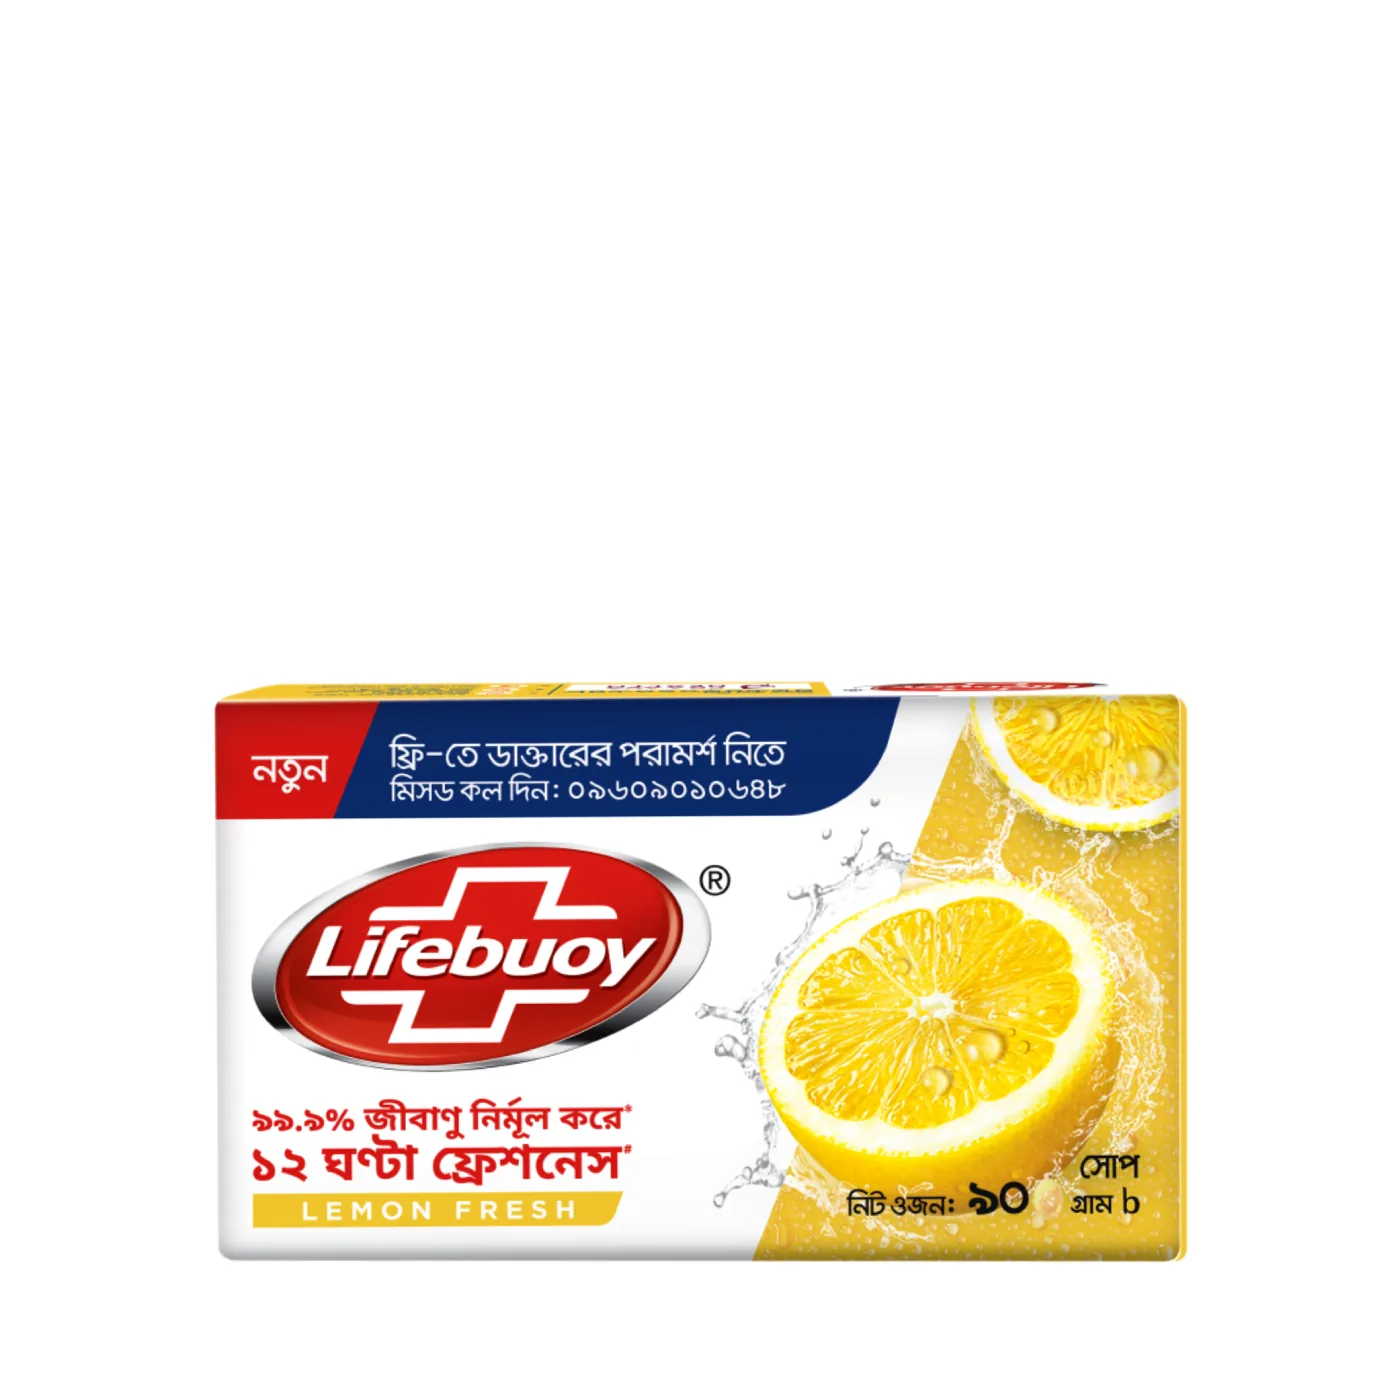 নতুন
ফ্রি-তে ডাক্তারের পরামর্শ নিতে
মিসড কল দিন: ০৯৬০৯০১০৬৪৮
Lifebuoy
®
৯৯.৯% জীবাণু নির্মূল করে*
১২ ঘণ্টা ফ্রেশনেস#
LEMON FRESH
সোপ
নিট ওজন: ৯০ গ্রাম b